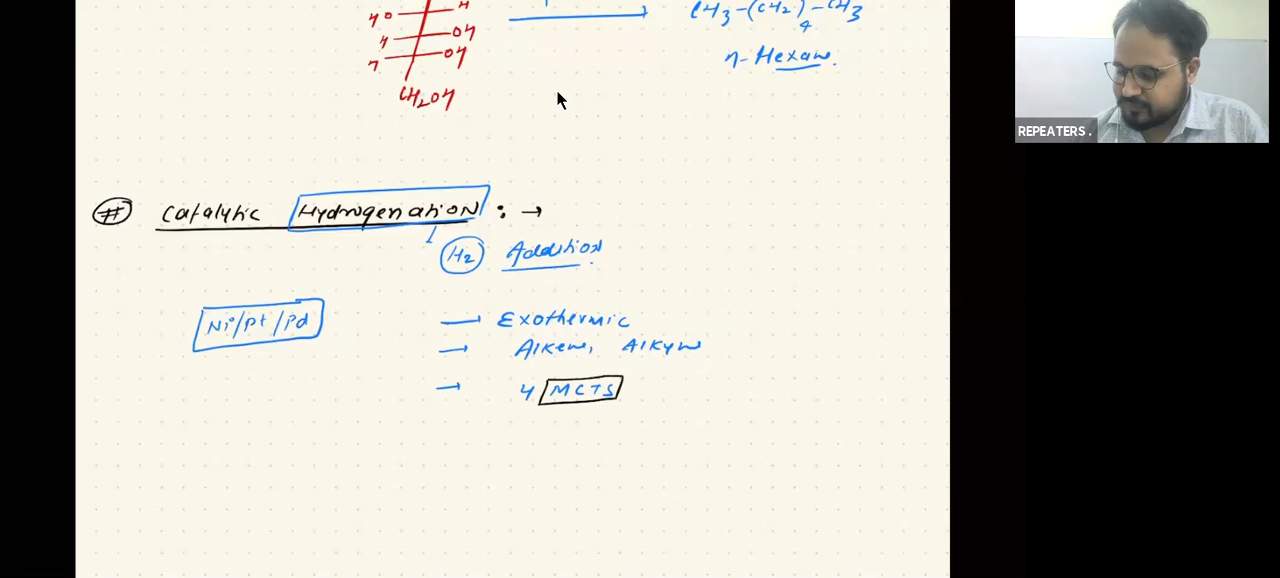 HO H
H OH
H OH
CH2OH
CH3-(CH2)4-CH3
n-Hexane.
REPEATERS .
# Catalytic Hydrogenation : →
H2 Addition
Ni/Pt/Pd
→ Exothermic
→ Alkene, Alkyne
→ 4 MCTS